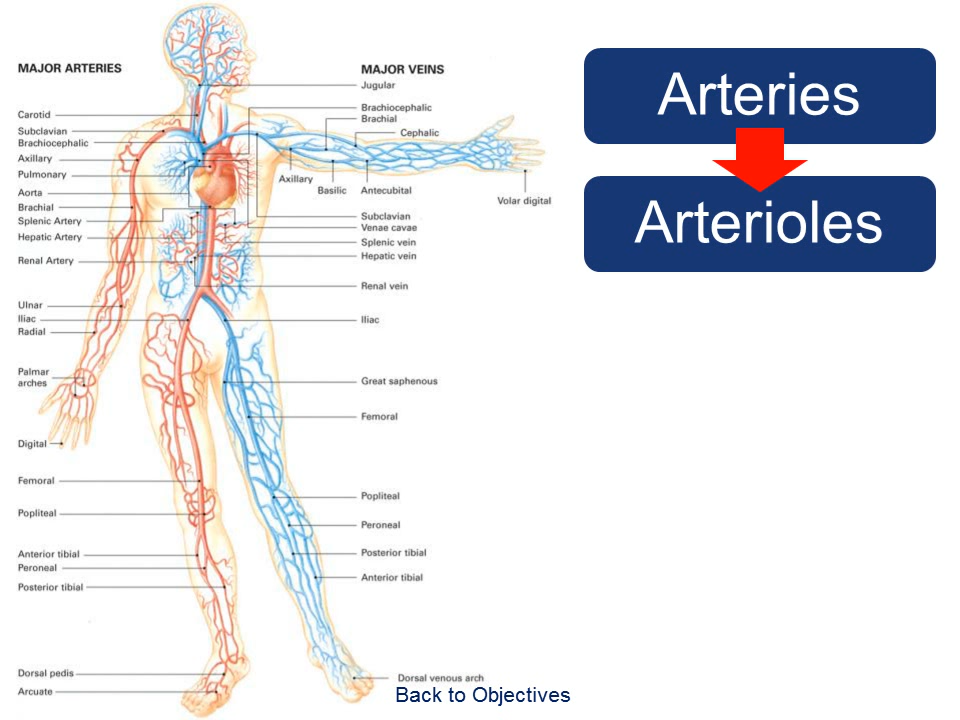 MAJOR ARTERIES
Carotid
Subclavian
Brachiocephalic
Axillary
Pulmonary
Aorta
Brachial
Splenic Artery
Hepatic Artery
Renal Artery
Ulnar
Iliac
Radial
Palmar
arches
Digital
Femoral
Popliteal
Anterior tibial
Peroneal
Posterior tibial
Dorsal pedis
Arcuate
MAJOR VEINS
Jugular
Brachiocephalic
Brachial
Cephalic
Axillary
Basilic
Antecubital
Volar digital
Subclavian
Venae cavae
Splenic vein
Hepatic vein
Renal vein
Iliac
Great saphenous
Femoral
Popliteal
Peroneal
Posterior tibial
Anterior tibial
Dorsal venous arch
Back to Objectives
Arteries
Arterioles